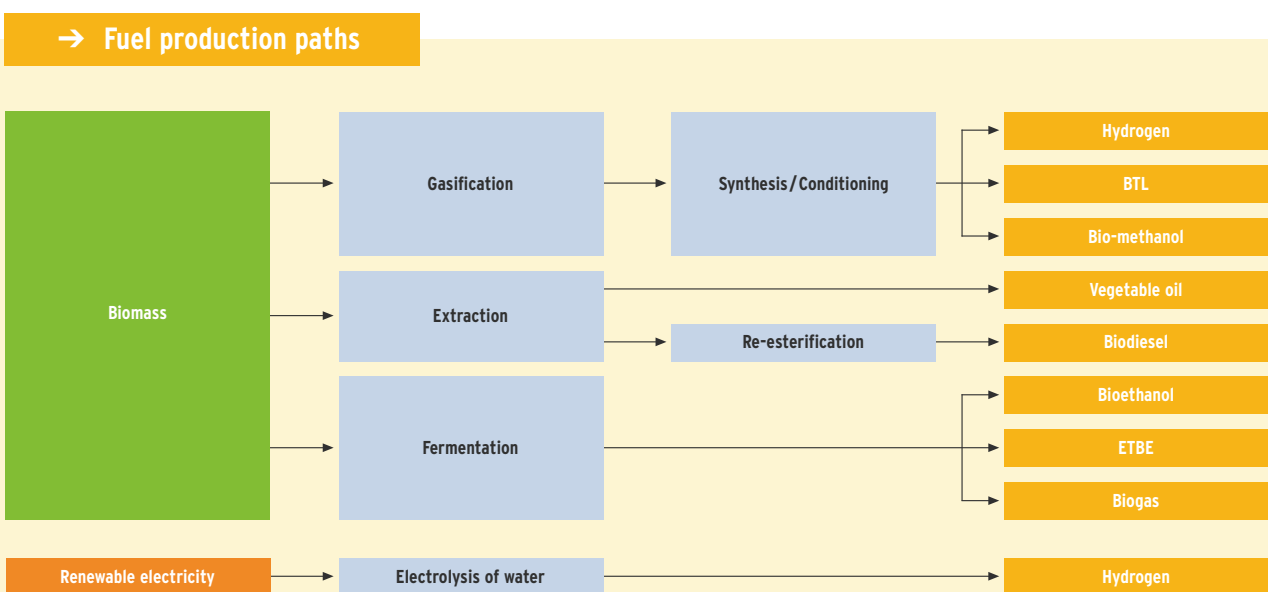 → Fuel production paths
Biomass
Gasification
Synthesis/Conditioning
Hydrogen
BTL
Bio-methanol
Extraction
Vegetable oil
Re-esterification
Biodiesel
Fermentation
Bioethanol
ETBE
Biogas
Renewable electricity
Electrolysis of water
Hydrogen